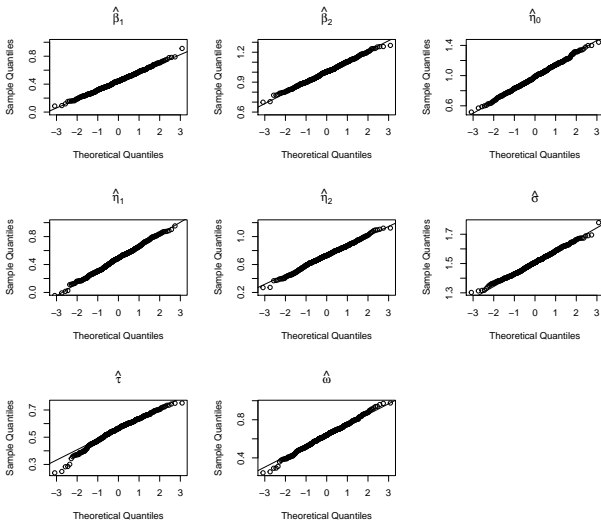 β̂₁
Sample Quantiles
0.0 0.4 0.8
−3 −2 −1 0 1 2 3
Theoretical Quantiles
β̂₂
Sample Quantiles
0.6 0.9 1.2
−3 −2 −1 0 1 2 3
Theoretical Quantiles
η̂₀
Sample Quantiles
0.6 1.0 1.4
−3 −2 −1 0 1 2 3
Theoretical Quantiles
η̂₁
Sample Quantiles
0.0 0.4 0.8
−3 −2 −1 0 1 2 3
Theoretical Quantiles
η̂₂
Sample Quantiles
0.2 0.6 1.0
−3 −2 −1 0 1 2 3
Theoretical Quantiles
σ̂
Sample Quantiles
1.3 1.5 1.7
−3 −2 −1 0 1 2 3
Theoretical Quantiles
τ̂
Sample Quantiles
0.3 0.5 0.7
−3 −2 −1 0 1 2 3
Theoretical Quantiles
ω̂
Sample Quantiles
0.4 0.8
−3 −2 −1 0 1 2 3
Theoretical Quantiles